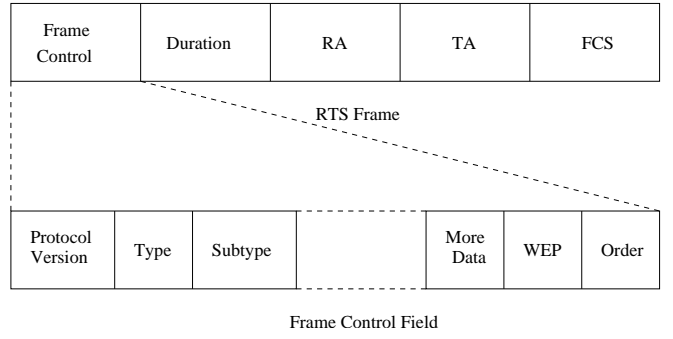 Frame
Control
Duration
RA
TA
FCS
RTS Frame
Protocol
Version
Type
Subtype
More
Data
WEP
Order
Frame Control Field